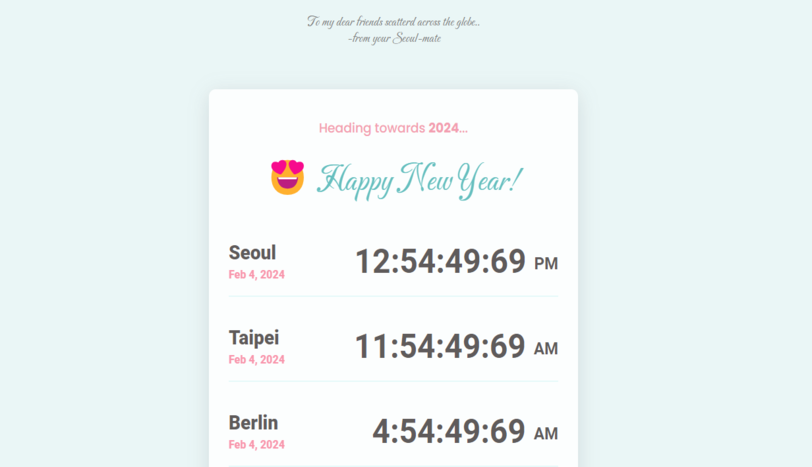 To my dear friends scatterd across the globe..
-from your Seoul-mate
Heading towards 2024...
😍 Happy New Year!
Seoul
12:54:49:69 PM
Feb 4, 2024
Taipei
11:54:49:69 AM
Feb 4, 2024
Berlin
4:54:49:69 AM
Feb 4, 2024